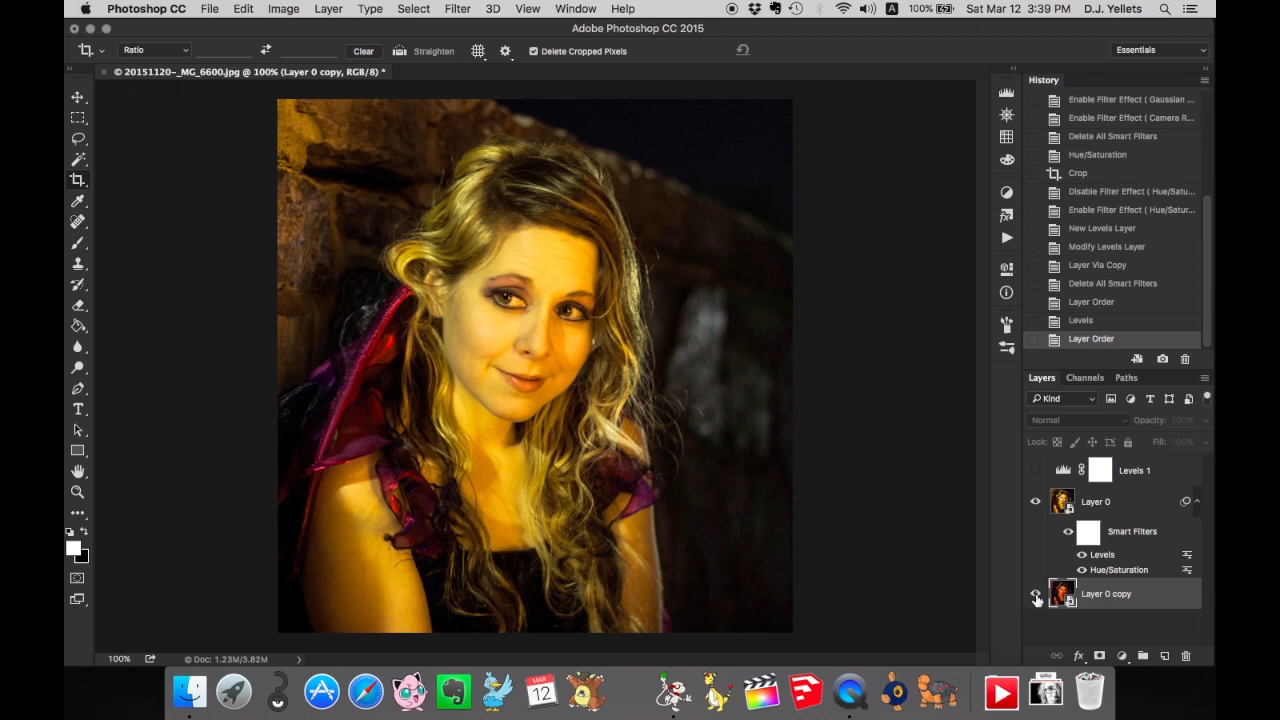 Photoshop CC File Edit Image Layer Type Select Filter 3D View Window Help A 100% Sat Mar 12 3:39 PM D.J. Yellets
Adobe Photoshop CC 2015
Ratio Clear Straighten Delete Cropped Pixels Essentials
× © 20151120-_MG_6600.jpg @ 100% (Layer 0 copy, RGB/8) *
History
Enable Filter Effect ( Gaussian ...
Enable Filter Effect ( Camera R...
Delete All Smart Filters
Hue/Saturation
Crop
Disable Filter Effect ( Hue/Satu...
Enable Filter Effect ( Hue/Satur...
New Levels Layer
Modify Levels Layer
Layer Via Copy
Delete All Smart Filters
Layer Order
Levels
Layer Order
Layers Channels Paths
Kind
Normal Opacity: 100%
Lock: Fill: 100%
Levels 1
Layer 0
Smart Filters
Levels
Hue/Saturation
Layer 0 copy
fx
100% © Doc: 1.23M/3.82M
MAR
12